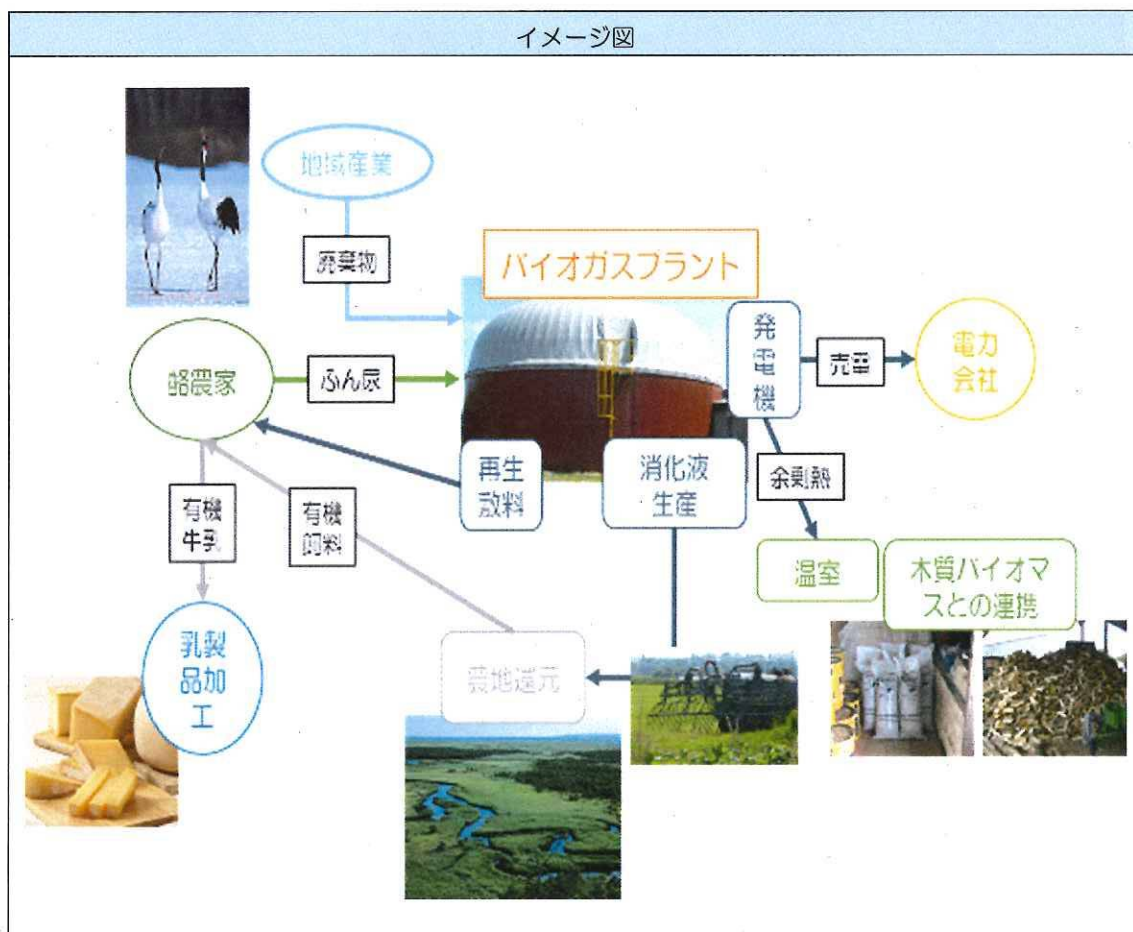 イメージ図
地域産業
廃棄物
バイオガスプラント
発
電
機
売電
電力
会社
酪農家
ふん尿
再生
敷料
消化液
生産
余剰熱
有機
牛乳
有機
飼料
温室
木質バイオマ
スとの連携
乳製
品加
工
農地還元